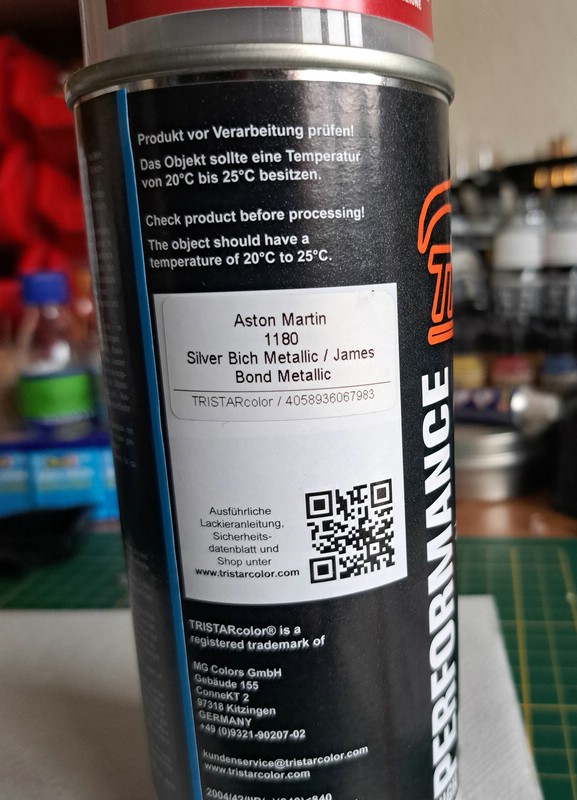 Produkt vor Verarbeitung prüfen!
Das Objekt sollte eine Temperatur
von 20°C bis 25°C besitzen.
Check product before processing!
The object should have a
temperature of 20°C to 25°C.
Aston Martin
1180
Silver Bich Metallic / James
Bond Metallic
TRISTARcolor / 4058936067983
Ausführliche
Lackieranleitung,
Sicherheits-
datenblatt und
Shop unter
www.tristarcolor.com
TRISTARcolor® is a
registered trademark of
MG Colors GmbH
Gebäude 155
ConneKT 2
97318 Kitzingen
GERMANY
+49 (0)9321-90207-02
kundenservice@tristarcolor.com
www.tristarcolor.com
PERFORMANCE